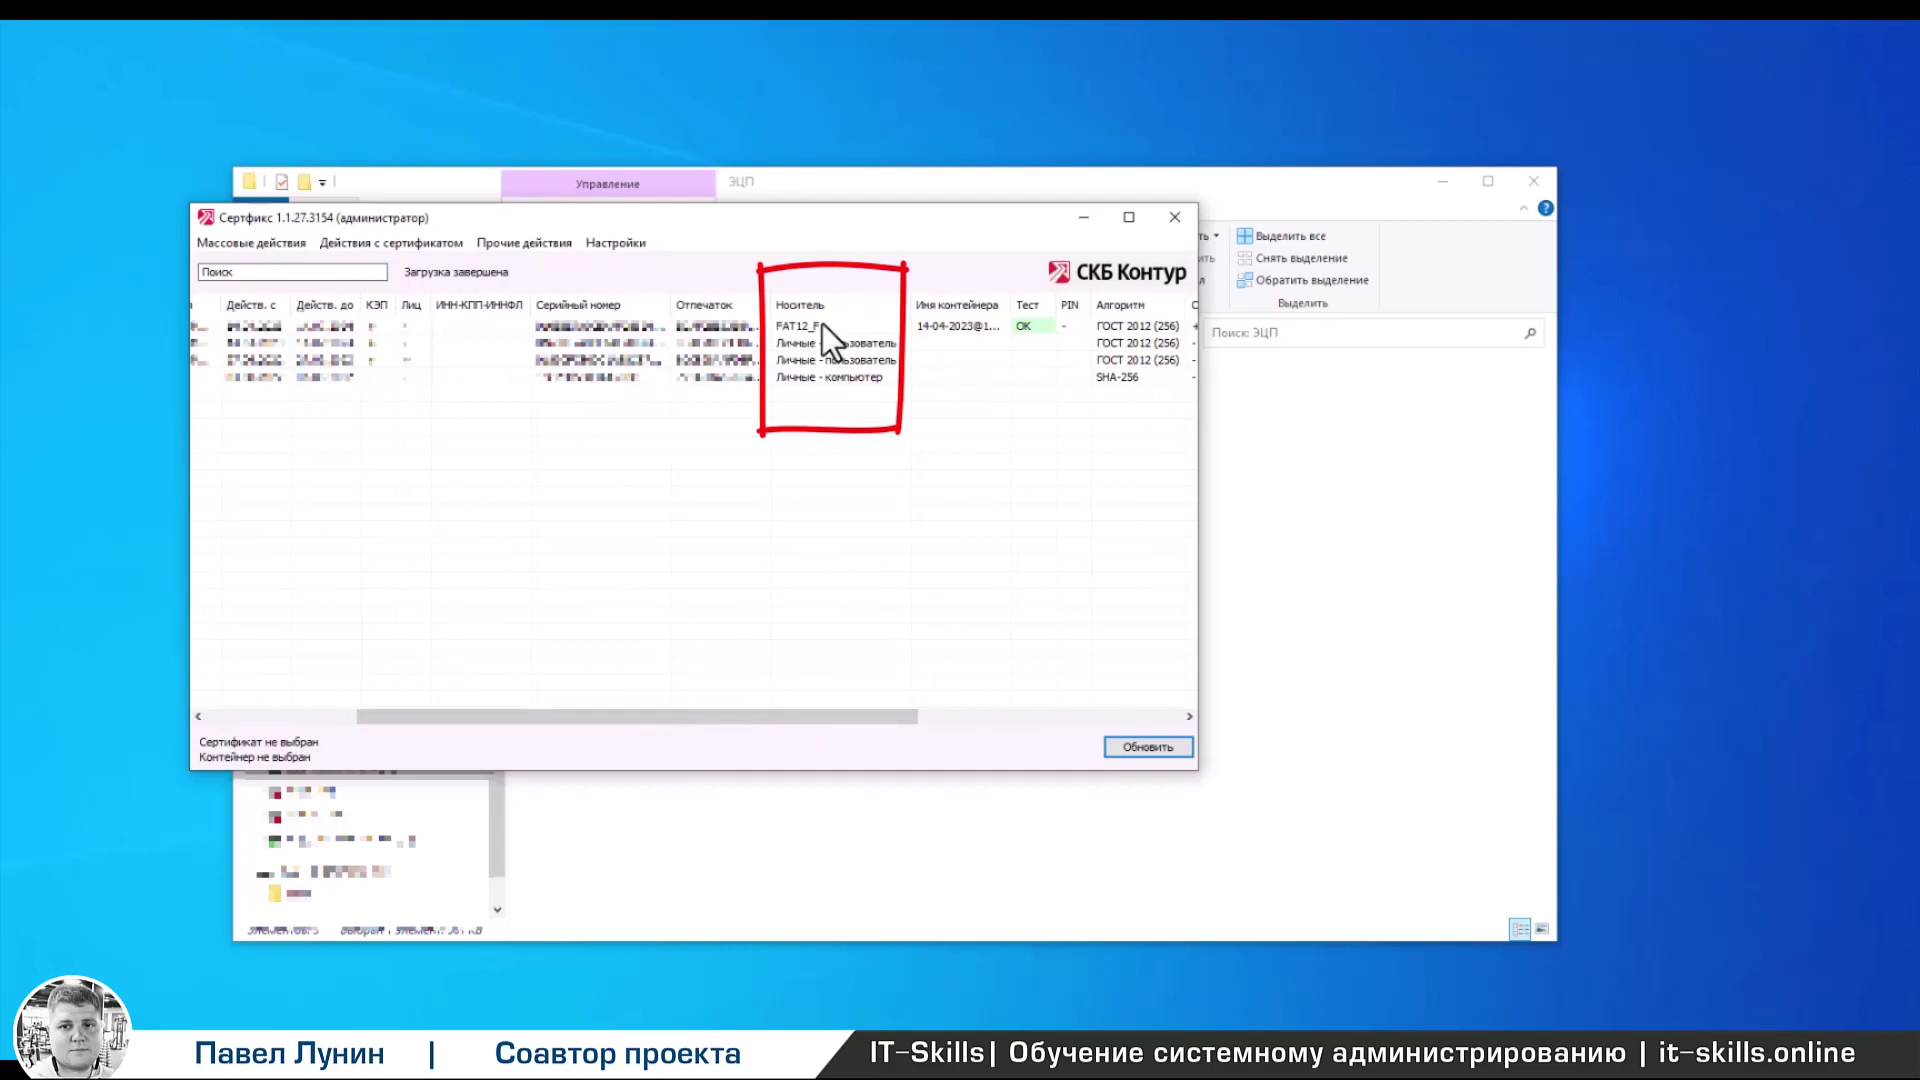 Управление
ЭЦП
Сертфикс 1.1.27.3154 (администратор)
Массовые действия Действия с сертификатом Прочие действия Настройки
Поиск
Загрузка завершена
СКБ Контур
Действ. с Действ. до КЭП Лиц ИНН-КПП-ИННФЛ Серийный номер Отпечаток Носитель Имя контейнера Тест PIN Алгоритм
FAT12_F 14-04-2023@1... OK - ГОСТ 2012 (256) +
Личные - пользователь ГОСТ 2012 (256) -
Личные - пользователь ГОСТ 2012 (256) -
Личные - компьютер SHA-256 -
Сертификат не выбран
Контейнер не выбран
Обновить
Выделить все
Снять выделение
Обратить выделение
Выделить
Поиск: ЭЦП
Павел Лунин | Соавтор проекта
IT-Skills| Обучение системному администрированию | it-skills.online